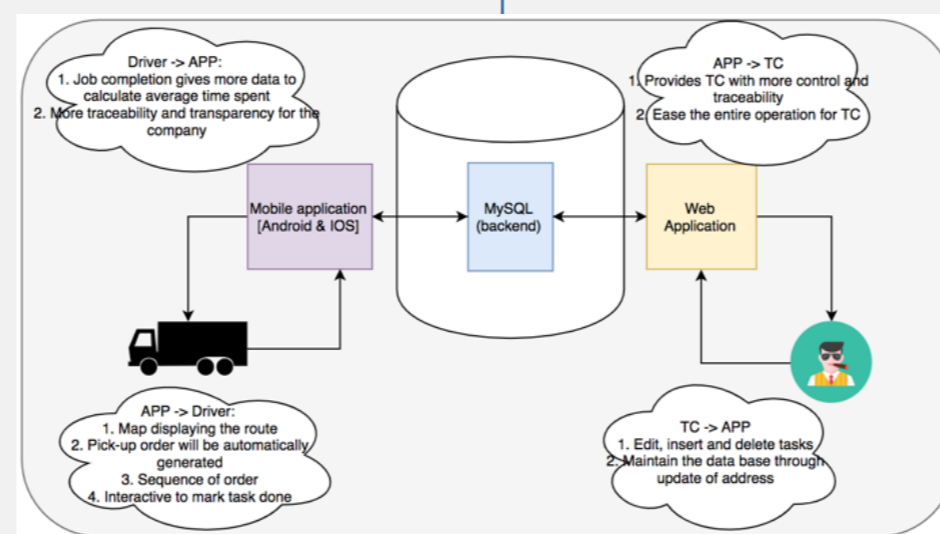 Driver -> APP:
1. Job completion gives more data to
calculate average time spent
2. More traceability and transparency for the
company
APP -> TC
1. Provides TC with more control and
traceability
2. Ease the entire operation for TC
Mobile application
[Android & IOS]
MySQL
(backend)
Web
Application
APP -> Driver:
1. Map displaying the route
2. Pick-up order will be automatically
generated
3. Sequence of order
4. Interactive to mark task done
TC -> APP
1. Edit, insert and delete tasks
2. Maintain the data base through
update of address